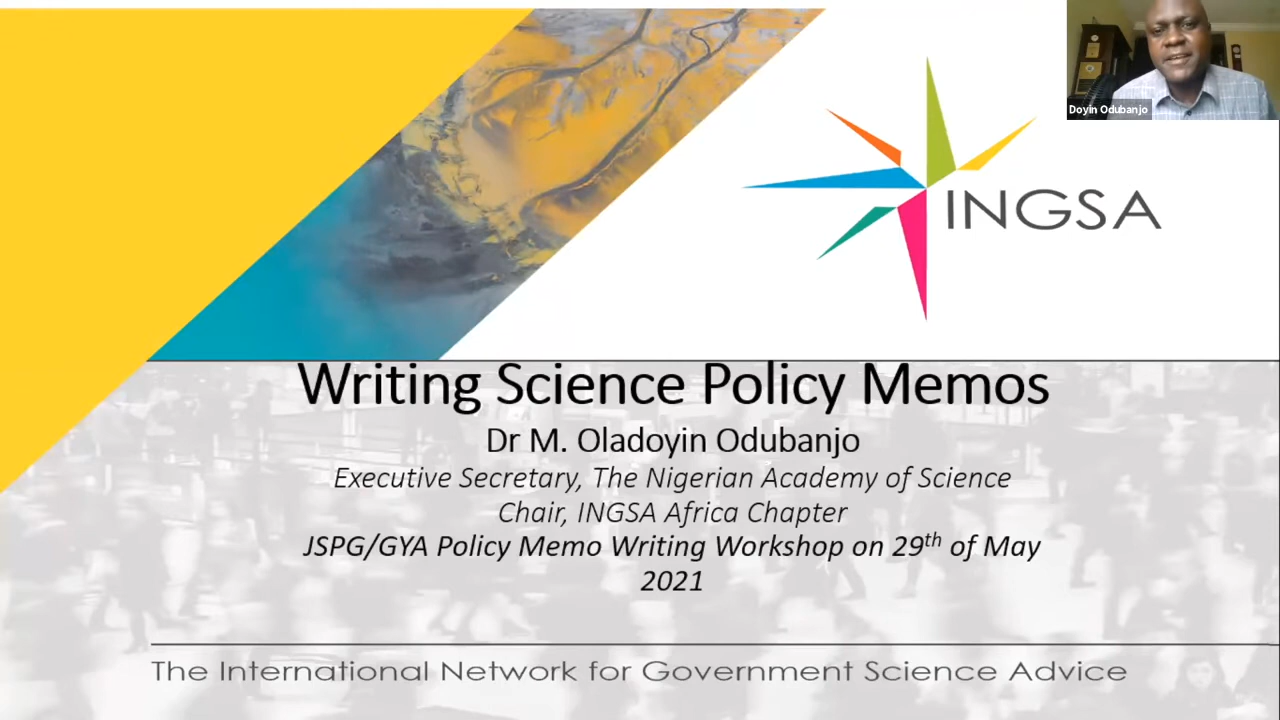 Doyin Odubanjo
INGSA
Writing Science Policy Memos
Dr M. Oladoyin Odubanjo
Executive Secretary, The Nigerian Academy of Science
Chair, INGSA Africa Chapter
JSPG/GYA Policy Memo Writing Workshop on 29th of May
2021
The International Network for Government Science Advice